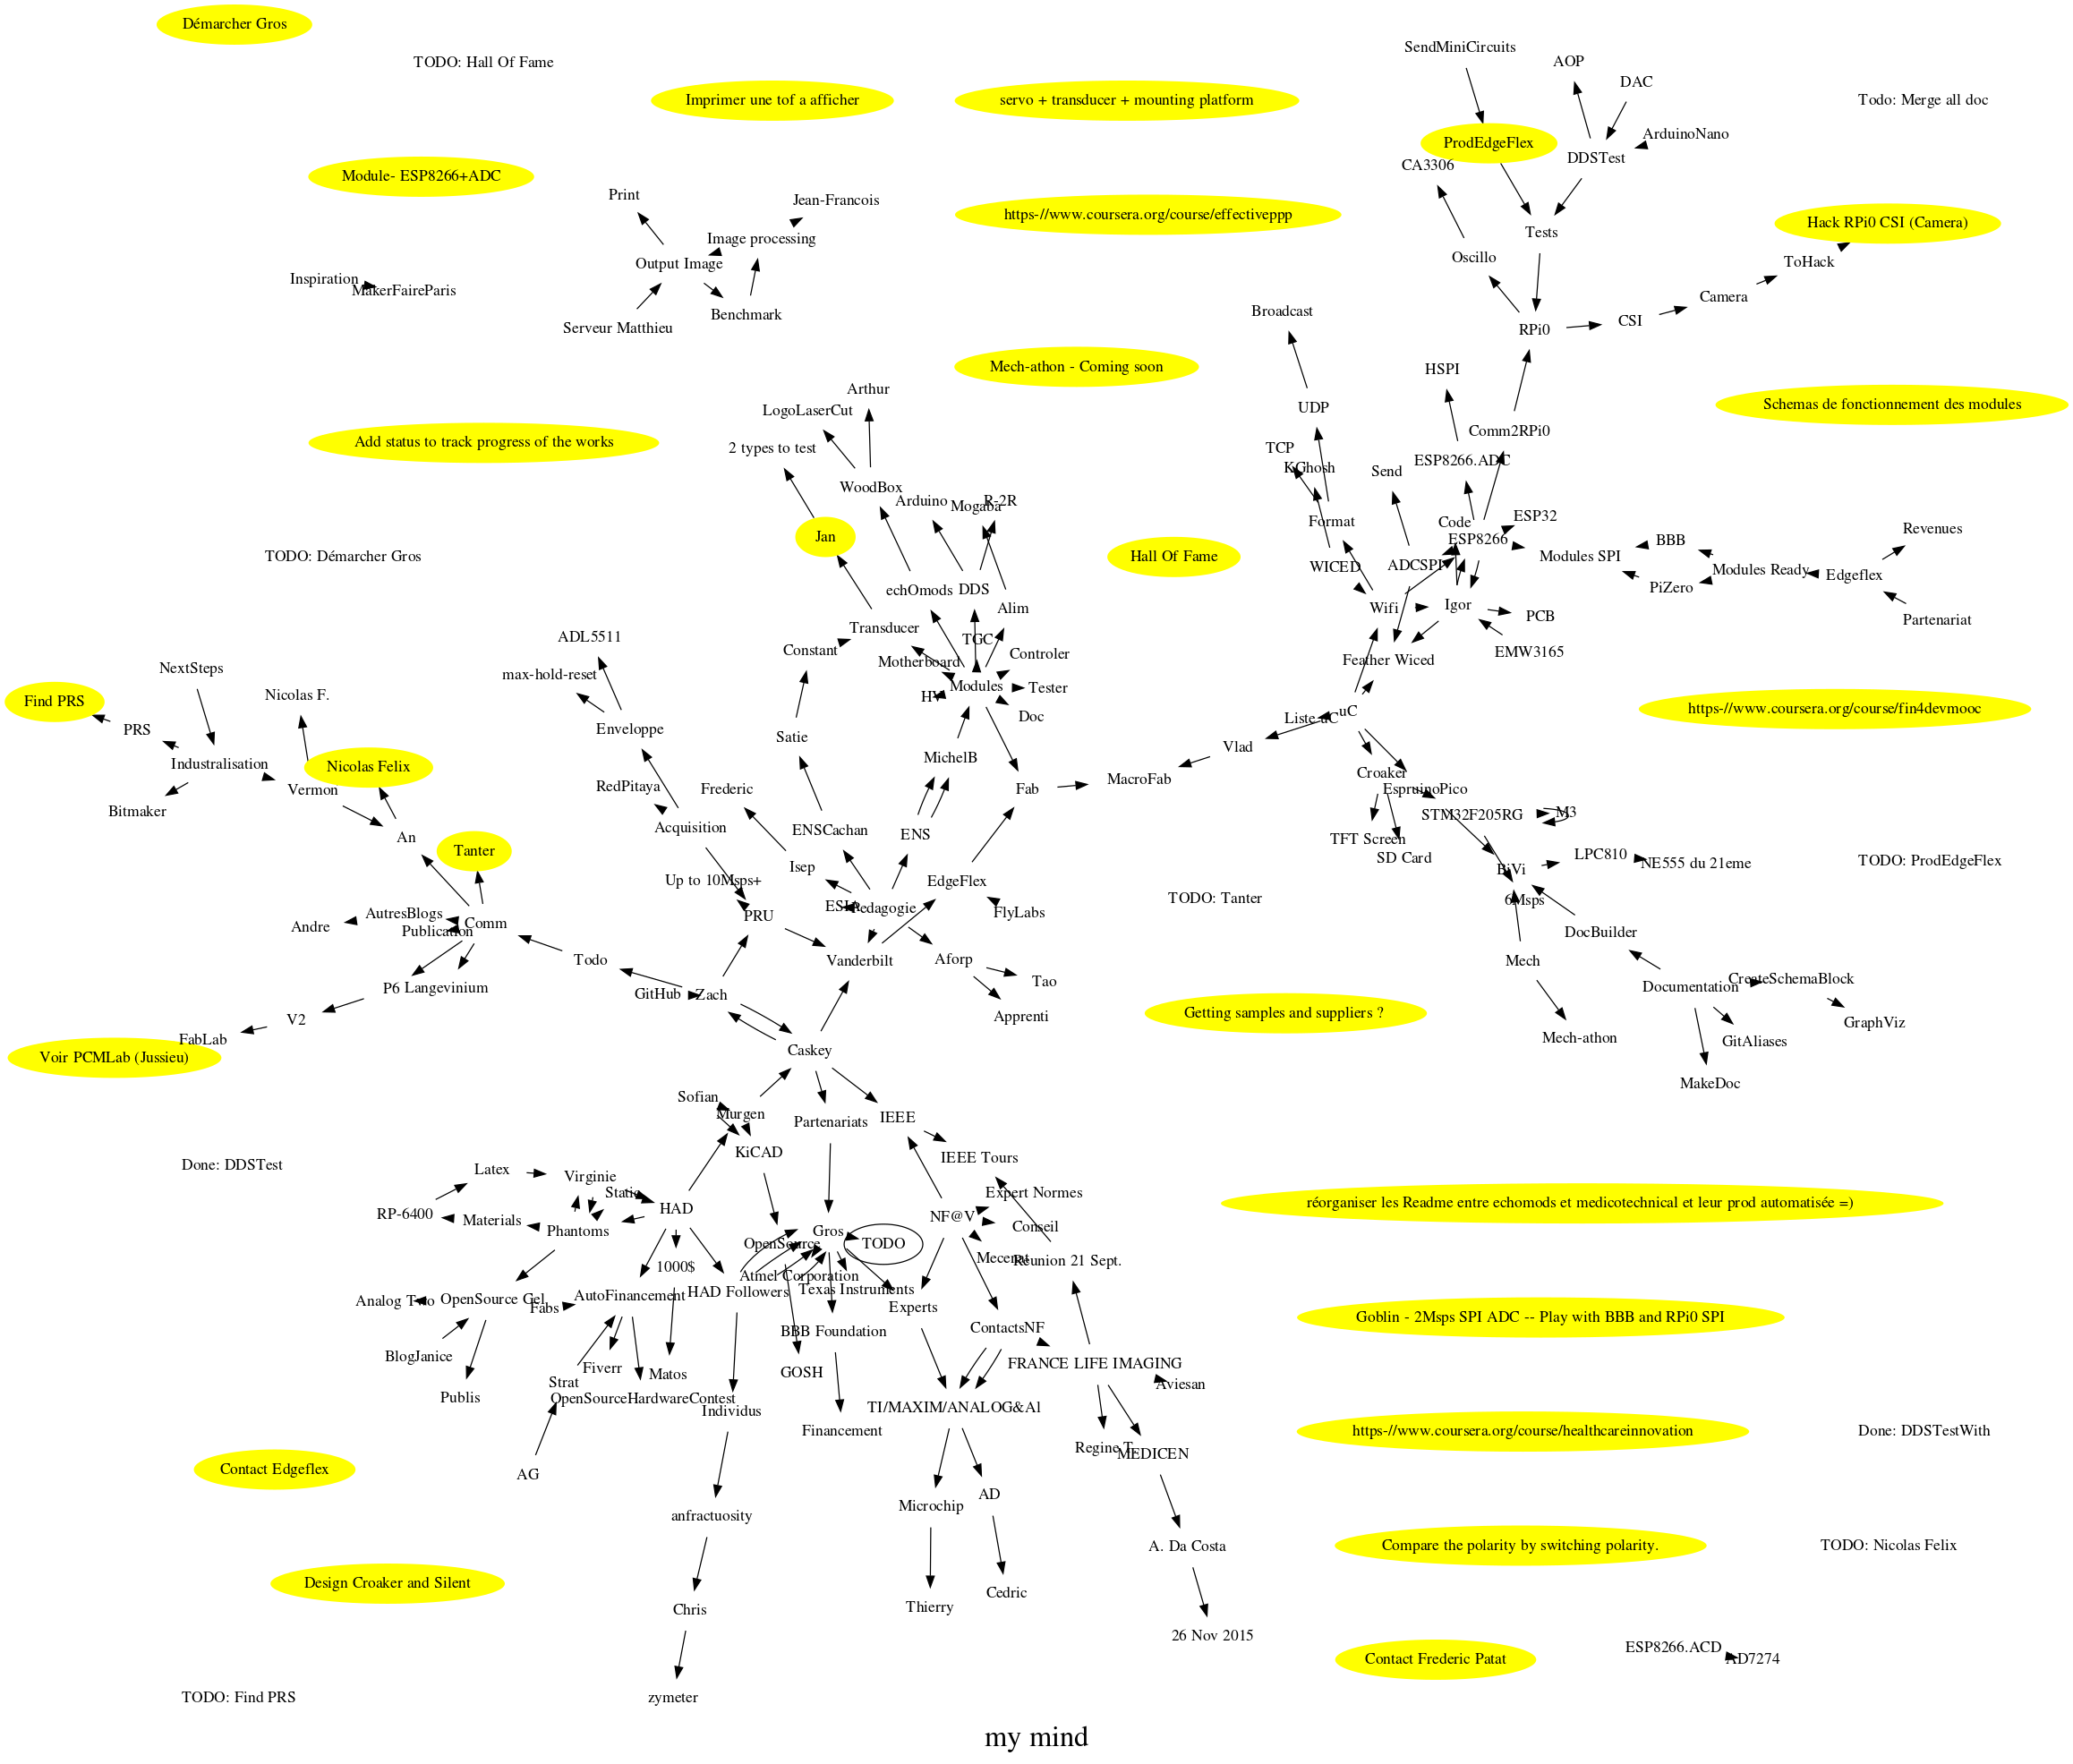 Démarcher Gros
SendMiniCircuits
TODO: Hall Of Fame
AOP
DAC
Imprimer une tof a afficher
servo + transducer + mounting platform
Todo: Merge all doc
ArduinoNano
ProdEdgeFlex
DDSTest
CA3306
Module- ESP8266+ADC
Print
Jean-Francois
https-//www.coursera.org/course/effectiveppp
Hack RPi0 CSI (Camera)
Tests
Image processing
Output Image
Oscillo
ToHack
Inspiration
MakerFaireParis
Camera
Serveur Matthieu
Benchmark
Broadcast
CSI
RPi0
Mech-athon - Coming soon
HSPI
Arthur
LogoLaserCut
UDP
Schemas de fonctionnement des modules
Comm2RPi0
Add status to track progress of the works
2 types to test
TCP
KGhosh
Send
ESP8266.ADC
WoodBox
Arduino
Mogaba
R-2R
Jan
Format
Code
ESP32
ESP8266
Revenues
BBB
TODO: Démarcher Gros
Hall Of Fame
Modules SPI
WICED
ADCSPI
Modules Ready
Edgeflex
echOmods
DDS
PiZero
Alim
Wifi
Igor
PCB
Partenariat
Transducer
ADL5511
TGC
Constant
Controler
EMW3165
Motherboard
Feather Wiced
NextSteps
max-hold-reset
Modules
Tester
HV
Nicolas F.
Find PRS
Doc
Liste uC
uC
https-//www.coursera.org/course/fin4devmooc
PRS
Enveloppe
Satie
Vlad
MichelB
Industralisation
Nicolas Felix
Croaker
MacroFab
Vermon
RedPitaya
Frederic
Fab
EspruinoPico
Bitmaker
STM32F205RG
M3
Acquisition
ENSCachan
ENS
An
TFT Screen
Tanter
SD Card
LPC810
NE555 du 21eme
TODO: ProdEdgeFlex
Isep
BiVi
Up to 10Msps+
EdgeFlex
TODO: Tanter
6Msps
ESIA
Pedagogie
AutresBlogs
Andre
Comm
Publication
PRU
FlyLabs
DocBuilder
Todo
Vanderbilt
Aforp
Mech
P6
Langevinium
GitHub
Zach
Tao
CreateSchemaBlock
Documentation
V2
Getting samples and suppliers ?
Apprenti
GraphViz
FabLab
Voir PCMLab (Jussieu)
Caskey
Mech-athon
GitAliases
MakeDoc
Sofian
Murgen
Partenariats
IEEE
KiCAD
IEEE Tours
Done: DDSTest
Latex
Virginie
Expert Normes
réorganiser les Readme entre echomods et medicotechnical et leur prod automatisée =)
RP-6400
Materials
HAD
NF@V
Phantoms
Gros
Conseil
OpenSource
TODO
Mecenat
Reunion 21 Sept.
1000$
Atmel Corporation
Texas Instruments
HAD Followers
Analog Two
OpenSource Gel
Fabs
AutoFinancement
Experts
Goblin - 2Msps SPI ADC -- Play with BBB and RPi0 SPI
BBB Foundation
ContactsNF
BlogJanice
FRANCE LIFE IMAGING
Fiverr
Matos
GOSH
Strat
Aviesan
Publis
OpenSourceHardwareContest
Individus
TI/MAXIM/ANALOG&Al
Financement
https-//www.coursera.org/course/healthcareinnovation
Done: DDSTestWith
Regine T.
MEDICEN
Contact Edgeflex
AG
AD
Microchip
anfractuosity
A. Da Costa
Compare the polarity by switching polarity.
TODO: Nicolas Felix
Design Croaker and Silent
Cedric
Chris
Thierry
26 Nov 2015
ESP8266.ACD
AD7274
Contact Frederic Patat
TODO: Find PRS
zymeter
my mind